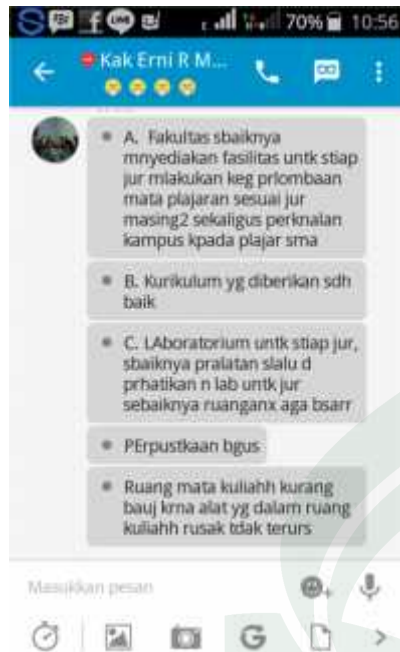 70% 10:56
Kak Erni R M...
A. Fakultas sbaiknya
mnyediakan fasilitas untk stiap
jur mlakukan keg prlombaan
mata plajaran sesuai jur
masing2 sekaligus perknalan
kampus kpada plajar sma
B. Kurikulum yg diberikan sdh
baik
C. LAboratorium untk stiap jur,
sbaiknya pralatan slalu d
prhatikan n lab untk jur
sebaiknya ruanganx aga bsarr
PErpustkaan bgus
Ruang mata kuliahh kurang
bauj krna alat yg dalam ruang
kuliahh rusak tdak terurs
Masukkan pesan
G